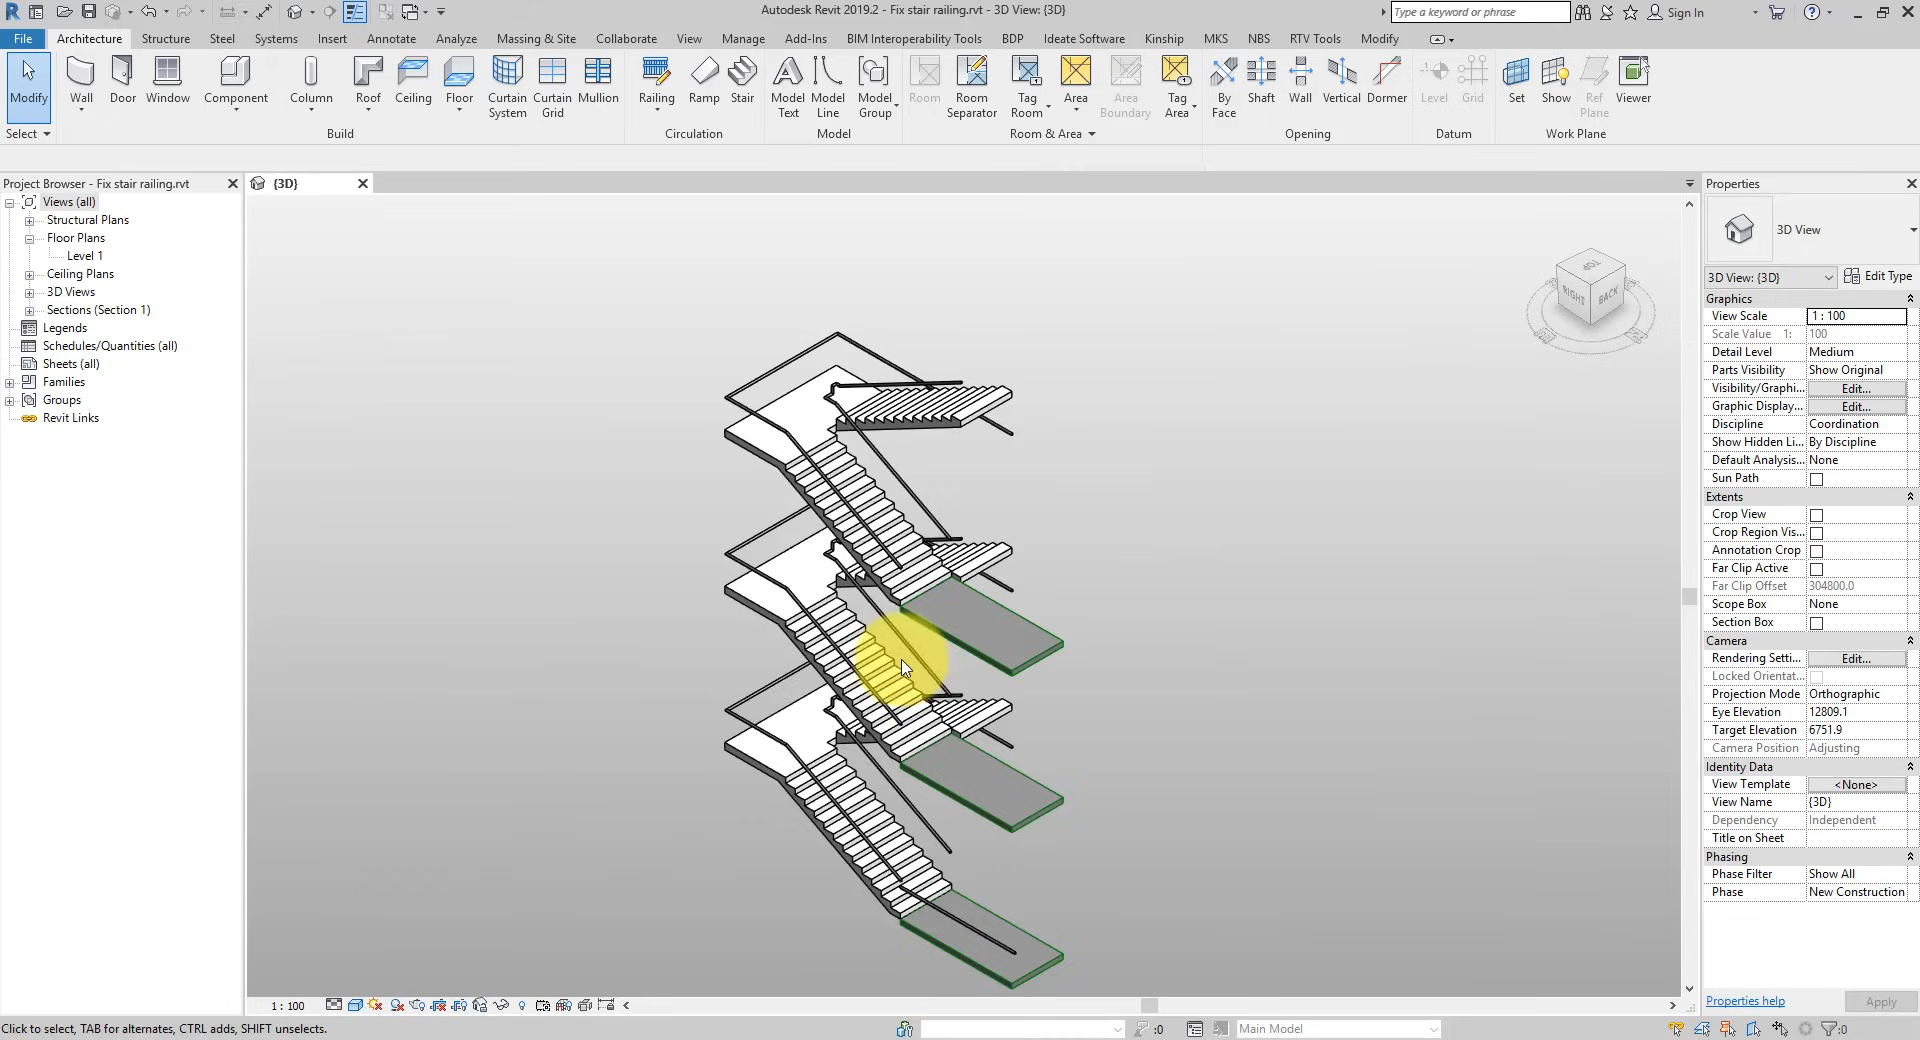 Autodesk Revit 2019.2 - Fix stair railing.rvt - 3D View: {3D}
Type a keyword or phrase
Sign In
File Architecture Structure Steel Systems Insert Annotate Analyze Massing & Site Collaborate View Manage Add-Ins BIM Interoperability Tools BDP Ideate Software Kinship MKS NBS RTV Tools Modify
Modify
Wall
Door
Window
Component
Column
Roof
Ceiling
Floor
Curtain System
Curtain Grid
Mullion
Railing
Ramp
Stair
Model Text
Model Line
Model Group
Room
Room Separator
Tag Room
Area
Area Boundary
Tag Area
By Face
Shaft
Wall
Vertical
Dormer
Level
Grid
Set
Show
Ref Plane
Viewer
Select
Build
Circulation
Model
Room & Area
Opening
Datum
Work Plane
Project Browser - Fix stair railing.rvt
Views (all)
Structural Plans
Floor Plans
Level 1
Ceiling Plans
3D Views
Sections (Section 1)
Legends
Schedules/Quantities (all)
Sheets (all)
Families
Groups
Revit Links
{3D}
TOP
RIGHT
BACK
Properties
3D View
3D View: {3D}
Edit Type
Graphics
View Scale 1 : 100
Scale Value 1: 100
Detail Level Medium
Parts Visibility Show Original
Visibility/Graphi... Edit...
Graphic Display... Edit...
Discipline Coordination
Show Hidden Li... By Discipline
Default Analysis... None
Sun Path
Extents
Crop View
Crop Region Vis...
Annotation Crop
Far Clip Active
Far Clip Offset 304800.0
Scope Box None
Section Box
Camera
Rendering Setti... Edit...
Locked Orientat...
Projection Mode Orthographic
Eye Elevation 12809.1
Target Elevation 6751.9
Camera Position Adjusting
Identity Data
View Template <None>
View Name {3D}
Dependency Independent
Title on Sheet
Phasing
Phase Filter Show All
Phase New Construction
Properties help
Apply
1 : 100
Click to select, TAB for alternates, CTRL adds, SHIFT unselects.
:0
Main Model
:0